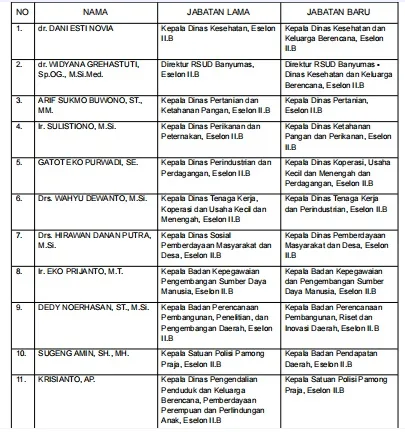 NO NAMA JABATAN LAMA JABATAN BARU
1. dr. DANI ESTI NOVIA Kepala Dinas Kesehatan, Eselon II.B Kepala Dinas Kesehatan dan Keluarga Berencana, Eselon II.B
2. dr. WIDYANA GREHASTUTI, Sp.OG., M.Si.Med. Direktur RSUD Banyumas, Eselon II.B Direktur RSUD Banyumas - Dinas Kesehatan dan Keluarga Berencana, Eselon II.B
3. ARIF SUKMO BUWONO, ST., MM. Kepala Dinas Pertanian dan Ketahanan Pangan, Eselon II.B Kepala Dinas Pertanian, Eselon II.B
4. Ir. SULISTIONO, M.Si. Kepala Dinas Perikanan dan Peternakan, Eselon II.B Kepala Dinas Ketahanan Pangan dan Perikanan, Eselon II.B
5. GATOT EKO PURWADI, SE. Kepala Dinas Perindustrian dan Perdagangan, Eselon II.B Kepala Dinas Koperasi, Usaha Kecil dan Menengah dan Perdagangan, Eselon II.B
6. Drs. WAHYU DEWANTO, M.Si. Kepala Dinas Tenaga Kerja, Koperasi dan Usaha Kecil dan Menengah, Eselon II.B Kepala Dinas Tenaga Kerja dan Perindustrian, Eselon II.B
7. Drs. HIRAWAN DANAN PUTRA, M.Si. Kepala Dinas Sosial Pemberdayaan Masyarakat dan Desa, Eselon II.B Kepala Dinas Pemberdayaan Masyarakat dan Desa, Eselon II.B
8. Ir. EKO PRIJANTO, M.T. Kepala Badan Kepegawaian Pengembangan Sumber Daya Manusia, Eselon II.B Kepala Badan Kepegawaian dan Pengembangan Sumber Daya Manusia, Eselon II.B
9. DEDY NOERHASAN, ST., M.Si. Kepala Badan Perencanaan Pembangunan, Penelitian, dan Pengembangan Daerah, Eselon II.B Kepala Badan Perencanaan Pembangunan, Riset dan Inovasi Daerah, Eselon II.B
10. SUGENG AMIN, SH., MH. Kepala Satuan Polisi Pamong Praja, Eselon II.B Kepala Badan Pendapatan Daerah, Eselon II.B
11. KRISIANTO, AP. Kepala Dinas Pengendalian Penduduk dan Keluarga Berencana, Pemberdayaan Perempuan dan Perlindungan Anak, Eselon II.B Kepala Satuan Polisi Pamong Praja, Eselon II.B